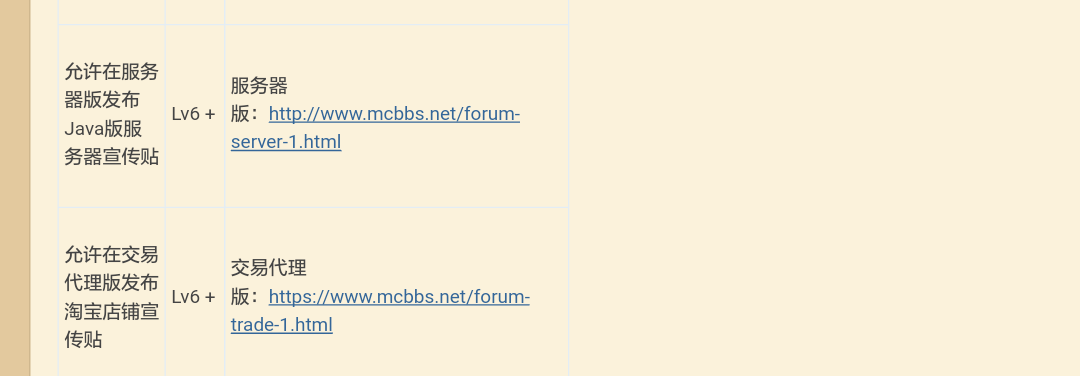 允许在服务
器版发布
Java版服
务器宣传贴
Lv6 +
服务器
版：http://www.mcbbs.net/forum-
server-1.html
允许在交易
代理版发布
淘宝店铺宣
传贴
Lv6 +
交易代理
版：https://www.mcbbs.net/forum-
trade-1.html